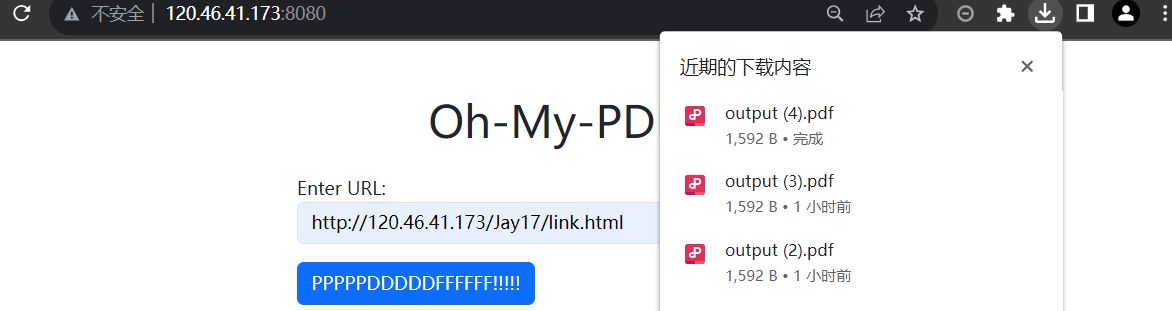 不安全 | 120.46.41.173:8080
近期的下载内容
output (4).pdf
1,592 B • 完成
output (3).pdf
1,592 B • 1 小时前
output (2).pdf
1,592 B • 1 小时前
Oh-My-PD
Enter URL:
http://120.46.41.173/Jay17/link.html
PPPPPDDDDDFFFFFF!!!!!